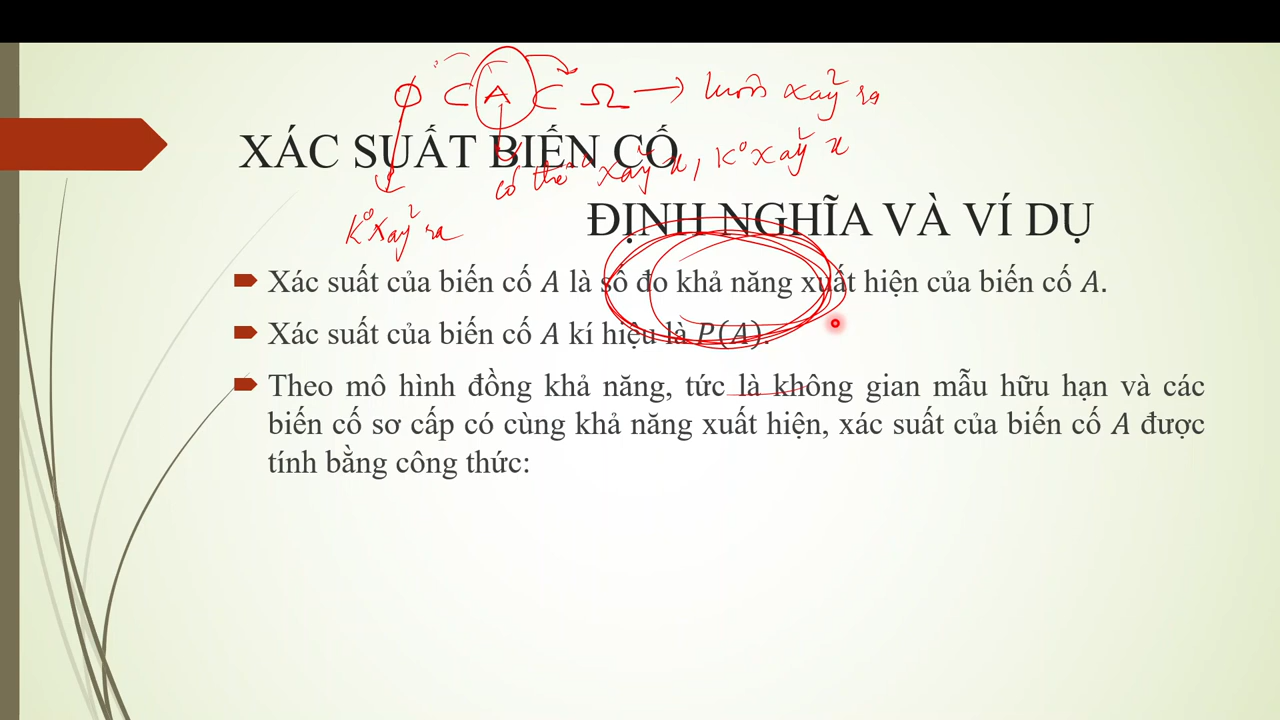 ∅ ⊂ A ⊂ Ω → luôn xảy ra
XÁC SUẤT BIẾN CỐ
có thể xảy ra, kº xảy ra
ĐỊNH NGHĨA VÀ VÍ DỤ
kº xảy ra
Xác suất của biến cố A là số đo khả năng xuất hiện của biến cố A.
Xác suất của biến cố A kí hiệu là P(A).
Theo mô hình đồng khả năng, tức là không gian mẫu hữu hạn và các
biến cố sơ cấp có cùng khả năng xuất hiện, xác suất của biến cố A được
tính bằng công thức: